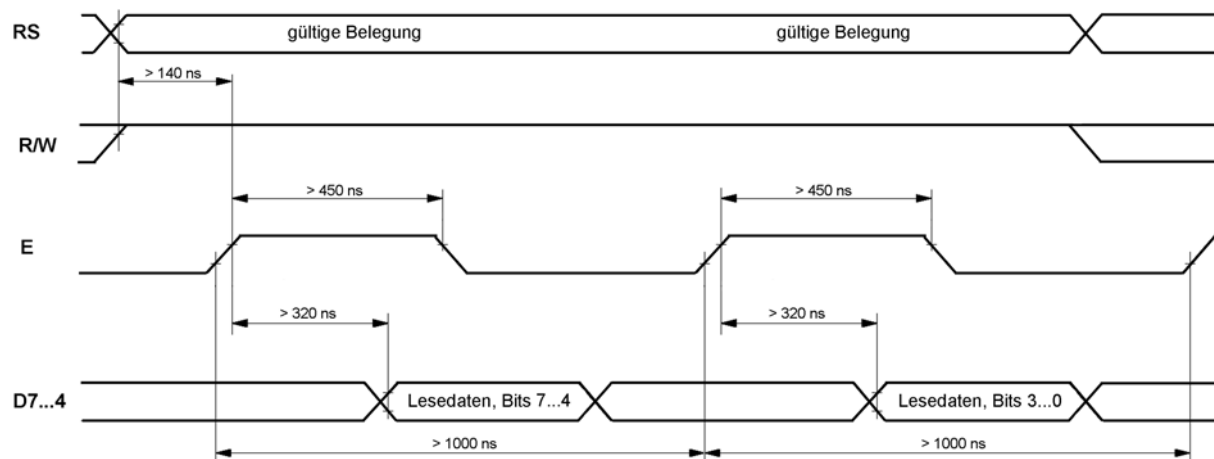 RS
gültige Belegung
gültige Belegung
> 140 ns
R/W
> 450 ns
> 450 ns
E
> 320 ns
> 320 ns
D7...4
Lesedaten, Bits 7...4
Lesedaten, Bits 3...0
> 1000 ns
> 1000 ns